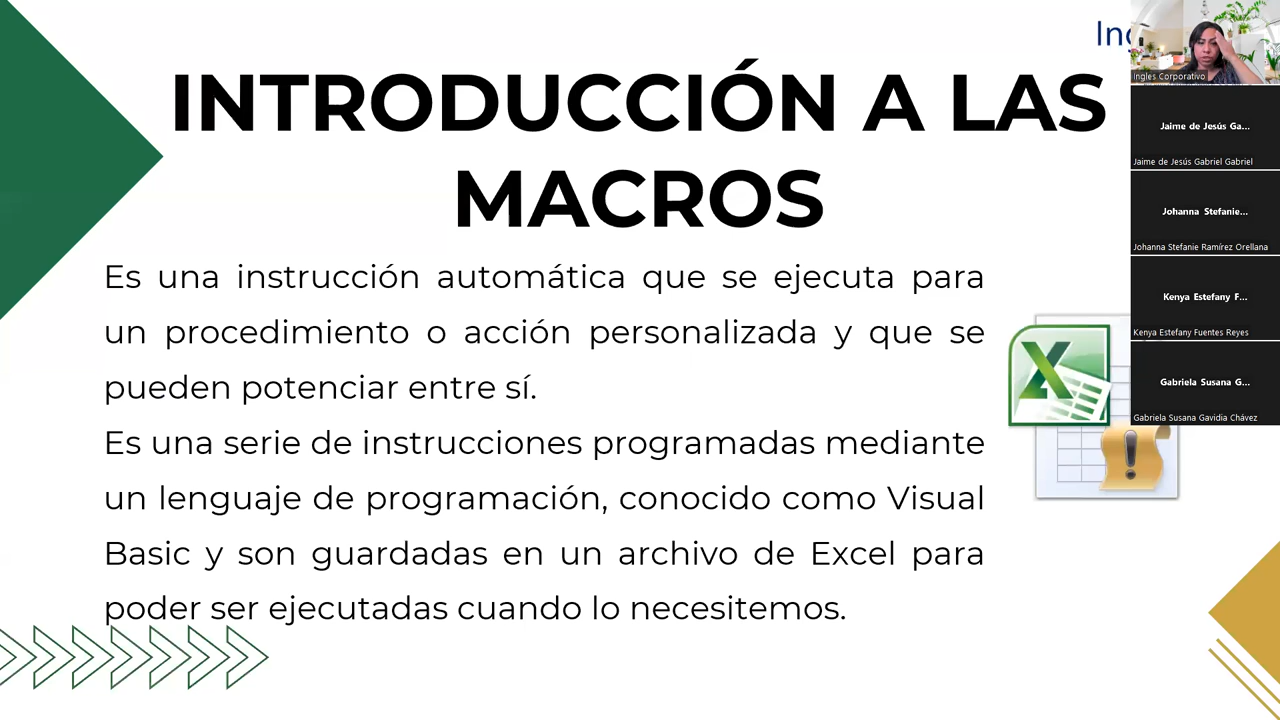 INTRODUCCIÓN A LAS
MACROS
Es una instrucción automática que se ejecuta para
un procedimiento o acción personalizada y que se
pueden potenciar entre sí.
Es una serie de instrucciones programadas mediante
un lenguaje de programación, conocido como Visual
Basic y son guardadas en un archivo de Excel para
poder ser ejecutadas cuando lo necesitemos.
Ingles Corporativo
Jaime de Jesús Ga...
Jaime de Jesús Gabriel Gabriel
Johanna Stefanie...
Johanna Stefanie Ramírez Orellana
Kenya Estefany F...
Kenya Estefany Fuentes Reyes
Gabriela Susana G...
Gabriela Susana Gavidia Chávez